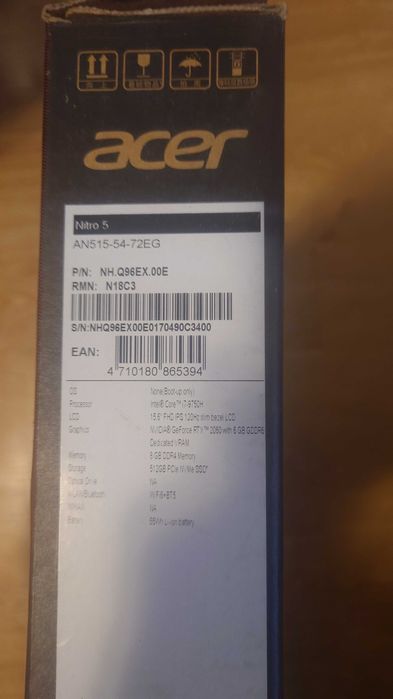 acer
Nitro 5
AN515-54-72EG
P/N: NH.Q96EX.00E
RMN: N18C3
S/N:NHQ96EX00E0170490C3400
EAN:
4 710180 865394
OS None(Boot-up only)
Processor Intel® Core™ i7-9750H
LCD 15.6" FHD IPS 120Hz slim bezel LCD
Graphics NVIDIA® GeForce RTX™ 2060 with 6 GB GDDR6
Dedicated VRAM
Memory 8 GB DDR4 Memory
Storage 512GB PCIe NVMe SSD*
Optical Drive NA
WLAN/Bluetooth WiFi6+BT5
WiMAX NA
Battery Li-ion battery